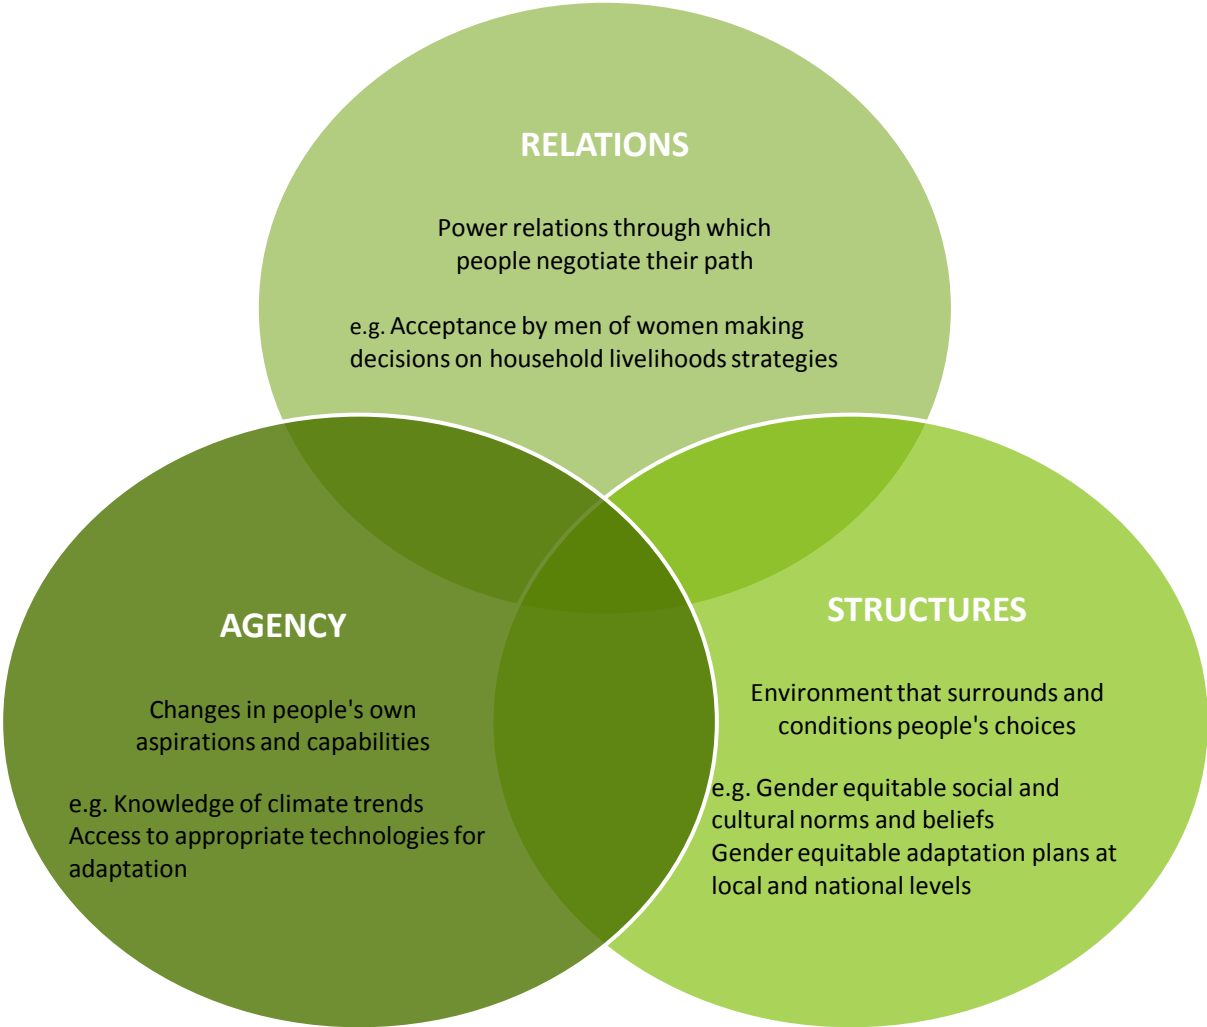 RELATIONS
Power relations through which
people negotiate their path
e.g. Acceptance by men of women making
decisions on household livelihoods strategies
AGENCY
Changes in people's own
aspirations and capabilities
e.g. Knowledge of climate trends
Access to appropriate technologies for
adaptation
STRUCTURES
Environment that surrounds and
conditions people's choices
e.g. Gender equitable social and
cultural norms and beliefs
Gender equitable adaptation plans at
local and national levels